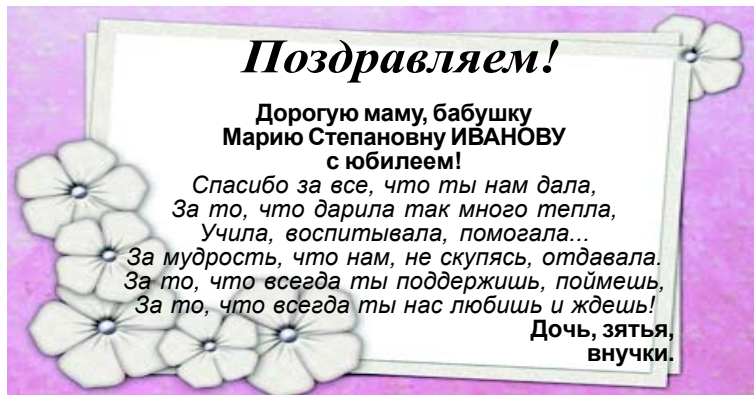 Поздравляем!
Дорогую маму, бабушку
Марию Степановну ИВАНОВУ
с юбилеем!
Спасибо за все, что ты нам дала,
За то, что дарила так много тепла,
Учила, воспитывала, помогала...
За мудрость, что нам, не скупясь, отдавала.
За то, что всегда ты поддержишь, поймешь,
За то, что всегда ты нас любишь и ждешь!
Дочь, зятья,
внучки.